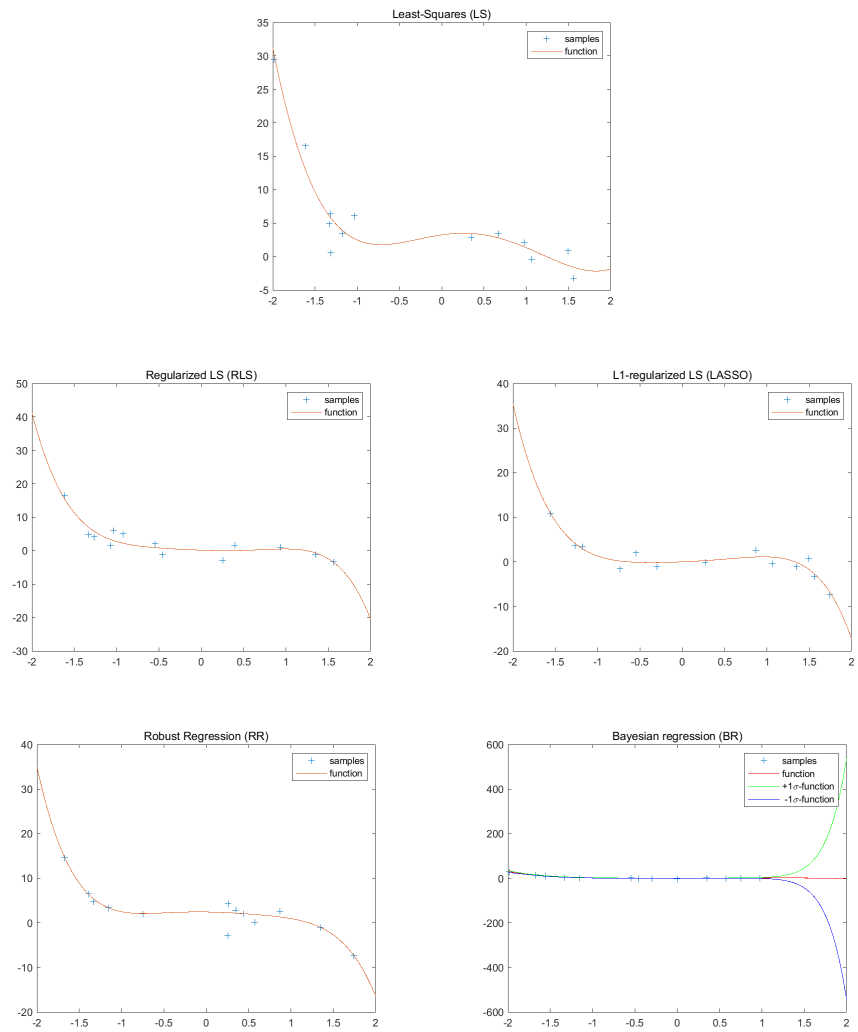 Least-Squares (LS)
35
30
25
20
15
10
5
0
-5
-2 -1.5 -1 -0.5 0 0.5 1 1.5 2
samples
function
Regularized LS (RLS)
50
40
30
20
10
0
-10
-20
-30
-2 -1.5 -1 -0.5 0 0.5 1 1.5 2
samples
function
L1-regularized LS (LASSO)
40
30
20
10
0
-10
-20
-2 -1.5 -1 -0.5 0 0.5 1 1.5 2
samples
function
Robust Regression (RR)
40
30
20
10
0
-10
-20
-2 -1.5 -1 -0.5 0 0.5 1 1.5 2
samples
function
Bayesian regression (BR)
600
400
200
0
-200
-400
-600
-2 -1.5 -1 -0.5 0 0.5 1 1.5 2
samples
function
+1σ-function
-1σ-function